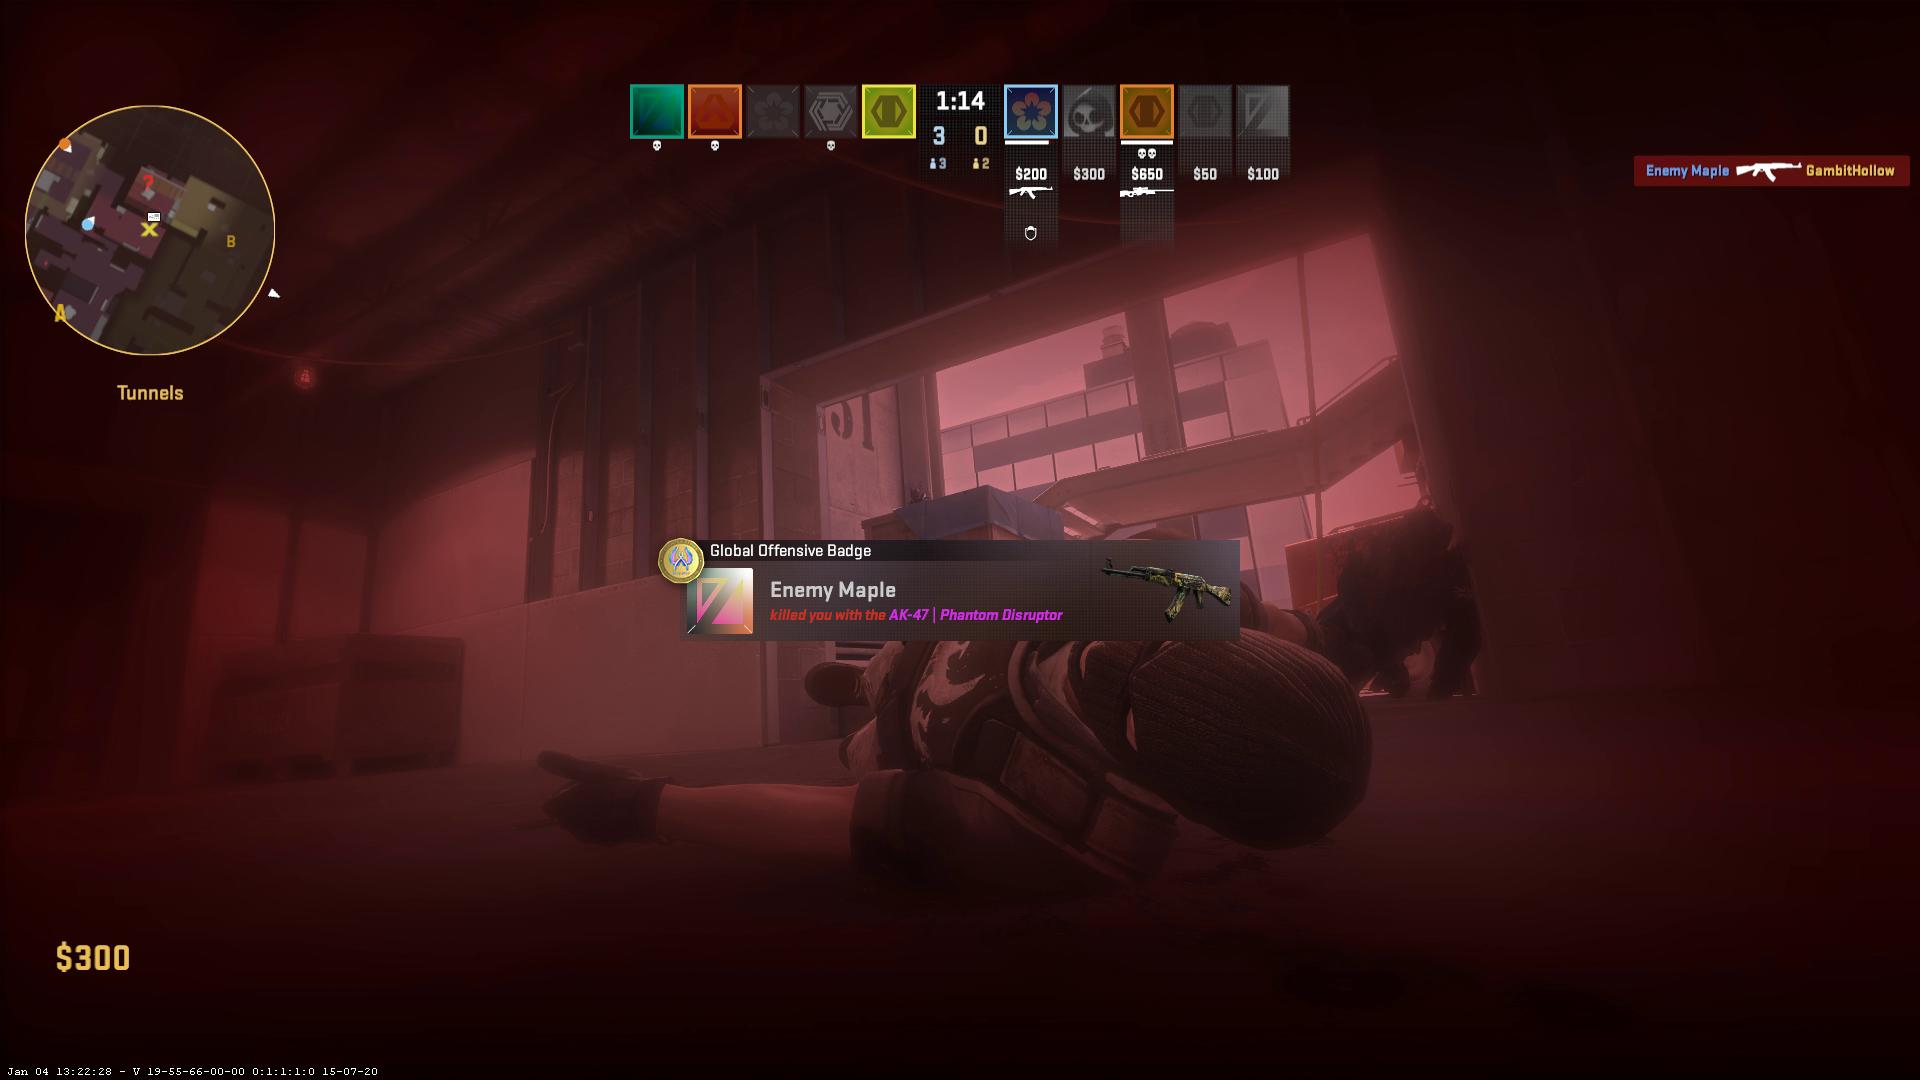 1:14
3 0
3 2
$200 $300 $650 $50 $100
Enemy Maple GambitHollow
?
X
B
A
Tunnels
01
Global Offensive Badge
Enemy Maple
killed you with the AK-47 | Phantom Disruptor
$300
Jan 04 13:22:28 - V 19-55-66-00-00 0:1:1:1:0 15-07-20